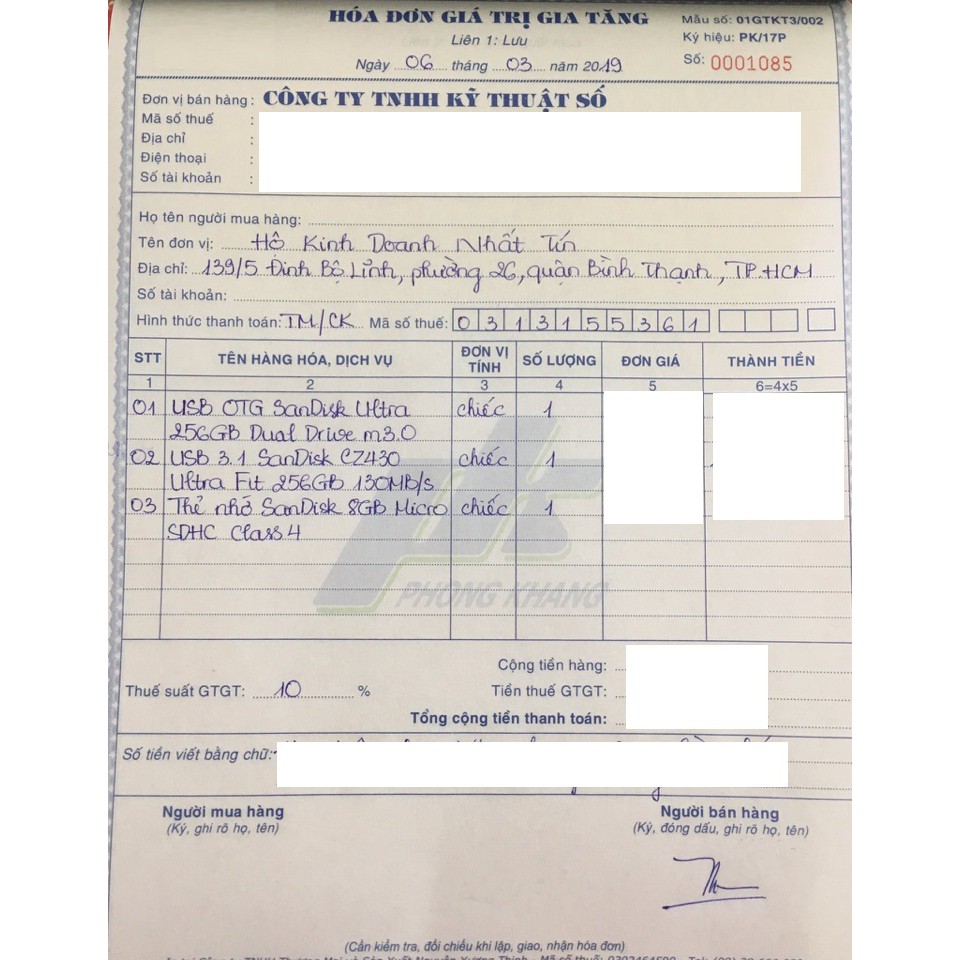 HÓA ĐƠN GIÁ TRỊ GIA TĂNG
Liên 1: Lưu
Ngày 06 tháng 03 năm 2019
Mẫu số: 01GTKT3/002
Ký hiệu: PK/17P
Số: 0001085
Đơn vị bán hàng: CÔNG TY TNHH KỸ THUẬT SỐ
Mã số thuế :
Địa chỉ :
Điện thoại :
Số tài khoản :
Họ tên người mua hàng:
Tên đơn vị: Hộ Kinh Doanh Nhất Tín
Địa chỉ: 139/5 Đinh Bộ Lĩnh, phường 26, quận Bình Thạnh, TP.HCM
Số tài khoản:
Hình thức thanh toán: TM/CK Mã số thuế: 0313155361
STT TÊN HÀNG HÓA, DỊCH VỤ ĐƠN VỊ TÍNH SỐ LƯỢNG ĐƠN GIÁ THÀNH TIỀN
1 2 3 4 5 6=4x5
01 USB OTG SanDisk Ultra chiếc 1
256GB Dual Drive m3.0
02 USB 3.1 SanDisk CZ430 chiếc 1
Ultra Fit 256GB 130MB/s
03 Thẻ nhớ SanDisk 8GB Micro chiếc 1
SDHC Class 4
PHONG KHANG
Cộng tiền hàng:
Thuế suất GTGT: 10 % Tiền thuế GTGT:
Tổng cộng tiền thanh toán:
Số tiền viết bằng chữ:
Người mua hàng Người bán hàng
(Ký, ghi rõ họ, tên) (Ký, đóng dấu, ghi rõ họ, tên)
(Cần kiểm tra, đối chiếu khi lập, giao, nhận hóa đơn)